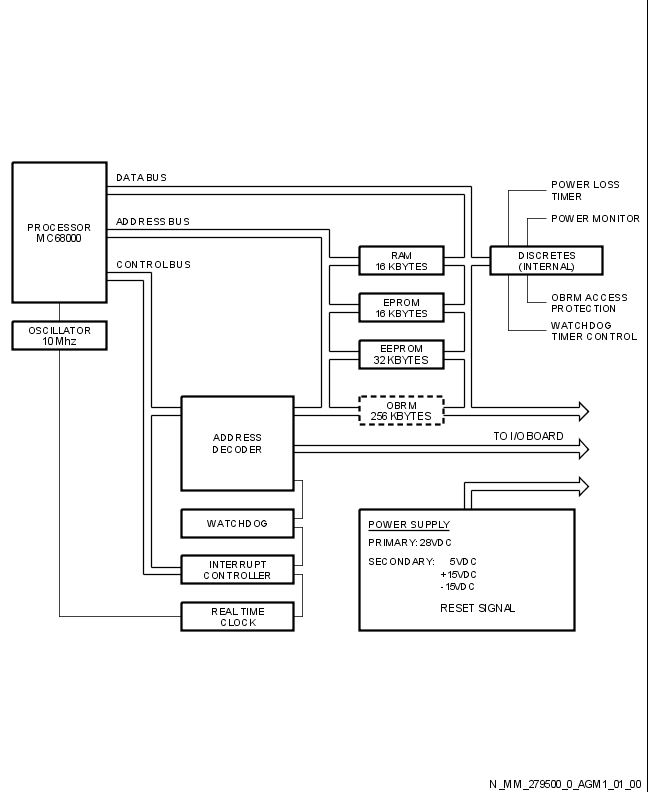 DATA BUS
PROCESSOR
MC68000
ADDRESS BUS
CONTROL BUS
OSCILLATOR
10 Mhz
RAM
16 KBYTES
EPROM
16 KBYTES
EEPROM
32 KBYTES
OBRM
256 KBYTES
POWER LOSS
TIMER
POWER MONITOR
DISCRETES
(INTERNAL)
OBRM ACCESS
PROTECTION
WATCHDOG
TIMER CONTROL
ADDRESS
DECODER
TO I/O BOARD
WATCHDOG
INTERRUPT
CONTROLLER
REAL TIME
CLOCK
POWER SUPPLY
PRIMARY: 28VDC
SECONDARY: 5VDC
+15VDC
-15VDC
RESET SIGNAL
N_MM_279500_0_AGM1_01_00